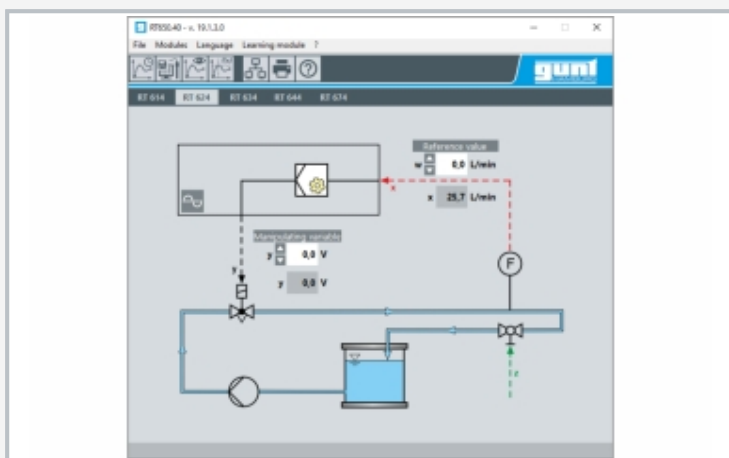 RT650.40 - v. 19.1.3.0
File Modules Language Learning module ?
gunt
RT 614 RT 624 RT 634 RT 644 RT 674
Reference value
w 0,0 L/min
x
x 25,7 L/min
Manipulating variable
y 0,0 V
y
y 0,0 V
F
z